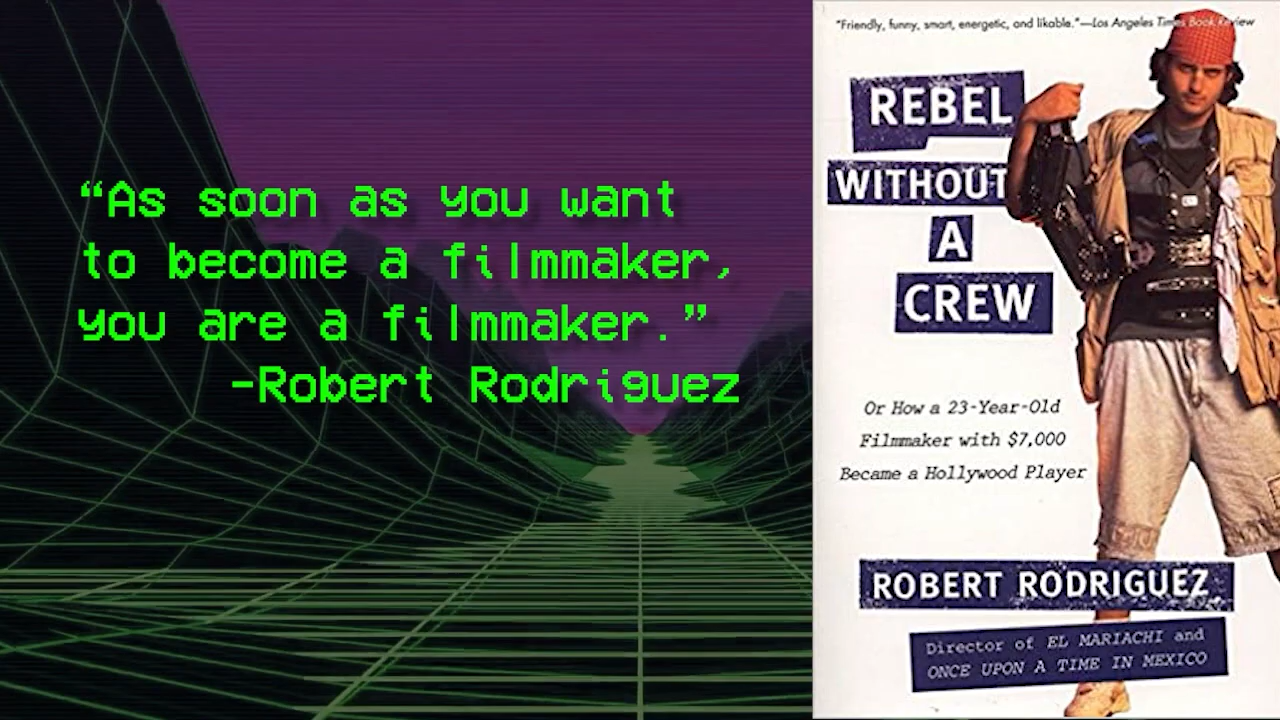 “As soon as you want
to become a filmmaker,
you are a filmmaker.”
-Robert Rodriguez
"Friendly, funny, smart, energetic, and likable."—Los Angeles Times Book Review
REBEL
WITHOUT
A
CREW
Or How a 23-Year-Old
Filmmaker with $7,000
Became a Hollywood Player
ROBERT RODRIGUEZ
Director of EL MARIACHI and
ONCE UPON A TIME IN MEXICO